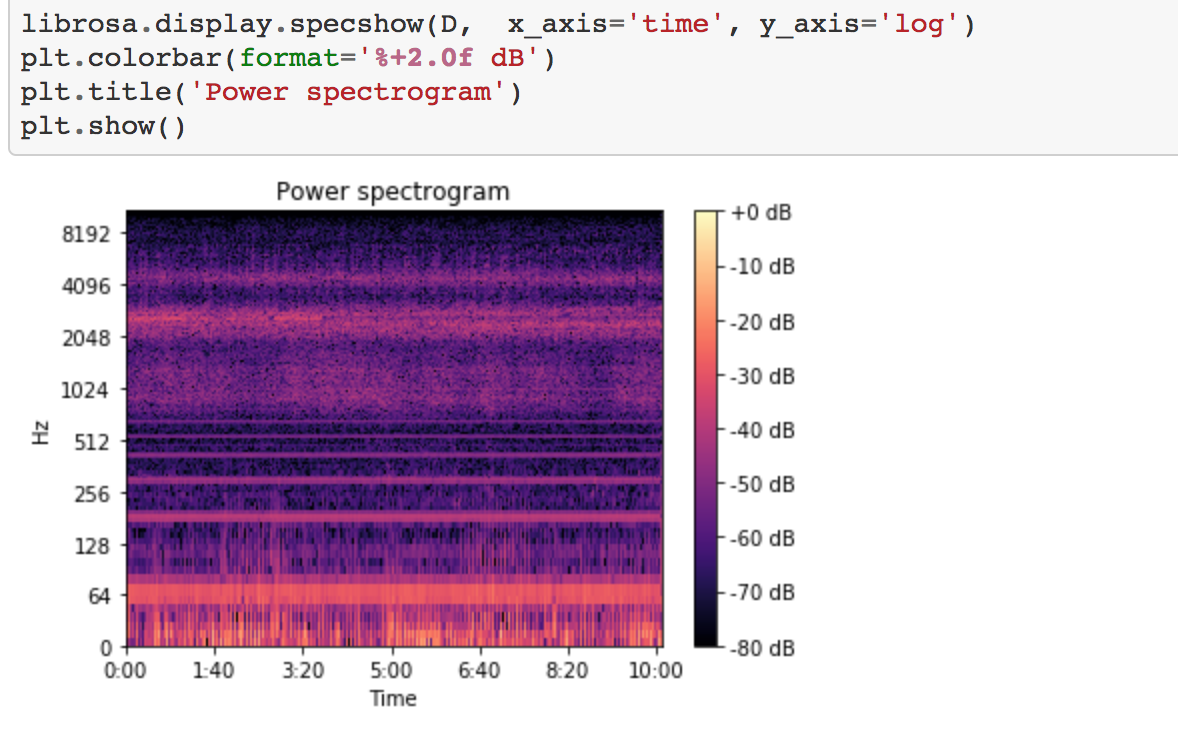 librosa.display.specshow(D,  x_axis='time', y_axis='log')
plt.colorbar(format='%+2.0f dB')
plt.title('Power spectrogram')
plt.show()
Power spectrogram
Hz
8192
4096
2048
1024
512
256
128
64
0
0:00 1:40 3:20 5:00 6:40 8:20 10:00
Time
+0 dB
-10 dB
-20 dB
-30 dB
-40 dB
-50 dB
-60 dB
-70 dB
-80 dB